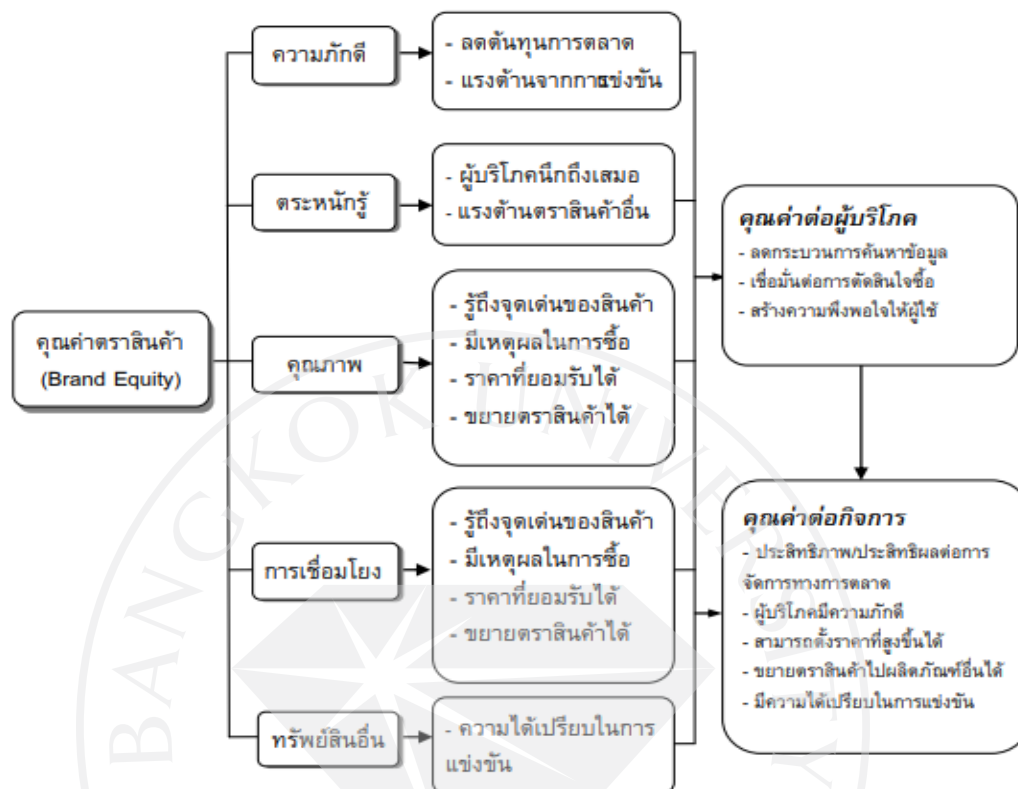 คุณค่าตราสินค้า
(Brand Equity)
ความภักดี
- ลดต้นทุนการตลาด
- แรงต้านจากการแข่งขัน
ตระหนักรู้
- ผู้บริโภคนึกถึงเสมอ
- แรงต้านตราสินค้าอื่น
คุณภาพ
- รู้ถึงจุดเด่นของสินค้า
- มีเหตุผลในการซื้อ
- ราคาที่ยอมรับได้
- ขยายตราสินค้าได้
การเชื่อมโยง
- รู้ถึงจุดเด่นของสินค้า
- มีเหตุผลในการซื้อ
- ราคาที่ยอมรับได้
- ขยายตราสินค้าได้
ทรัพย์สินอื่น
- ความได้เปรียบในการ
แข่งขัน
คุณค่าต่อผู้บริโภค
- ลดกระบวนการค้นหาข้อมูล
- เชื่อมั่นต่อการตัดสินใจซื้อ
- สร้างความพึงพอใจให้ผู้ใช้
คุณค่าต่อกิจการ
- ประสิทธิภาพ/ประสิทธิผลต่อการ
จัดการทางการตลาด
- ผู้บริโภคมีความภักดี
- สามารถตั้งราคาที่สูงขึ้นได้
- ขยายตราสินค้าไปผลิตภัณฑ์อื่นได้
- มีความได้เปรียบในการแข่งขัน
BANGKOK UNIVERSITY